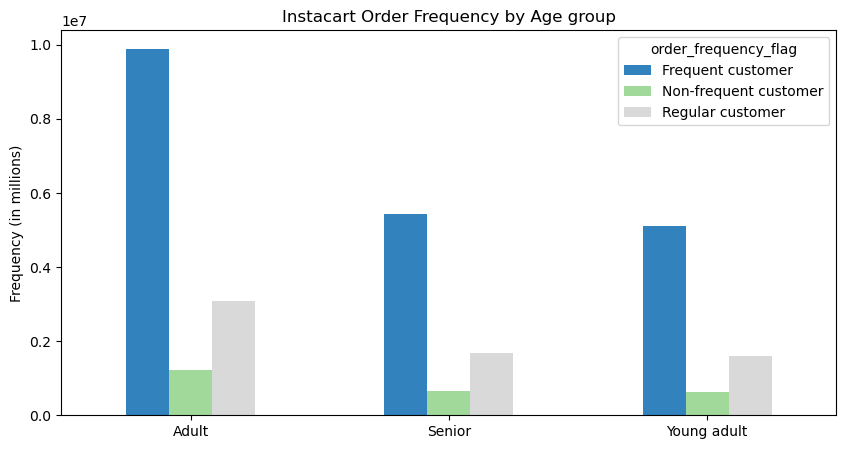 Instacart Order Frequency by Age group
1e7
order_frequency_flag
Frequent customer
Non-frequent customer
Regular customer
1.0
0.8
0.6
0.4
0.2
0.0
Frequency (in millions)
Adult
Senior
Young adult